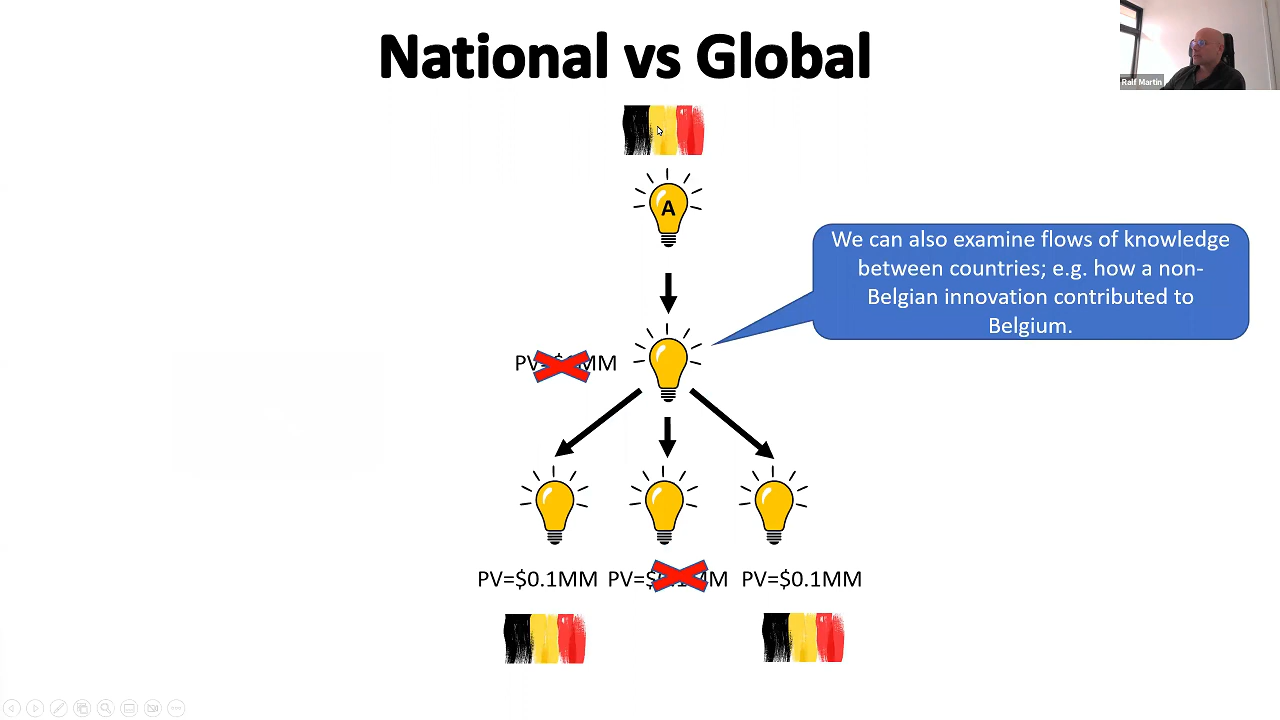 National vs Global
Ralf Martin
A
We can also examine flows of knowledge
between countries; e.g. how a non-
Belgian innovation contributed to
Belgium.
PV=$ MM
PV=$0.1MM PV=$0.1MM PV=$0.1MM